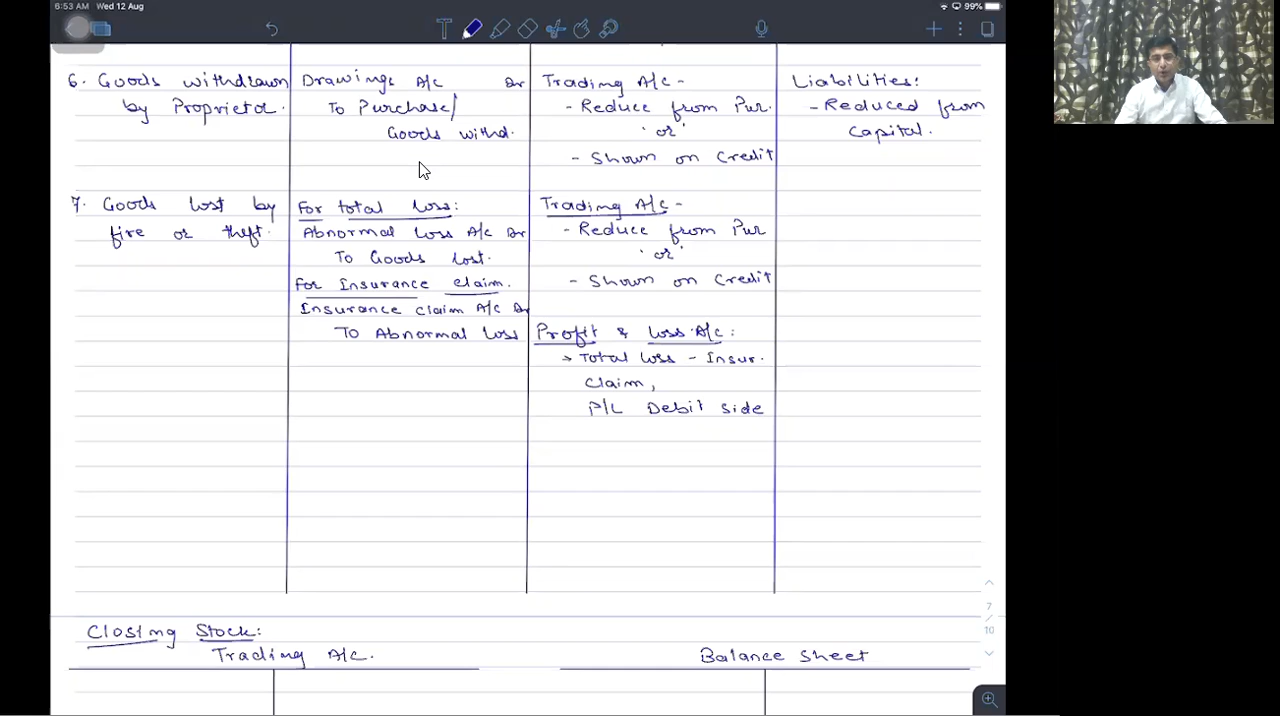 6:53 AM Wed 12 Aug
99%
6. Goods withdrawn
by Proprietor.
Drawings A/c Dr
To Purchase/
Goods withd.
Trading A/c -
- Reduce from Pur.
'or'
- Shown on Credit
Liabilities:
- Reduced from
Capital.
7. Goods lost by
fire or theft.
For total loss:
Abnormal loss A/c Dr
To Goods lost.
For Insurance claim.
Insurance claim A/c Dr
To Abnormal loss
Trading A/c -
- Reduce from Pur
'or'
- Shown on Credit
Profit & loss A/c:
→ Total loss - Insur.
Claim,
P/L Debit side
7
/
10
Closing Stock:
Trading A/c.
Balance Sheet